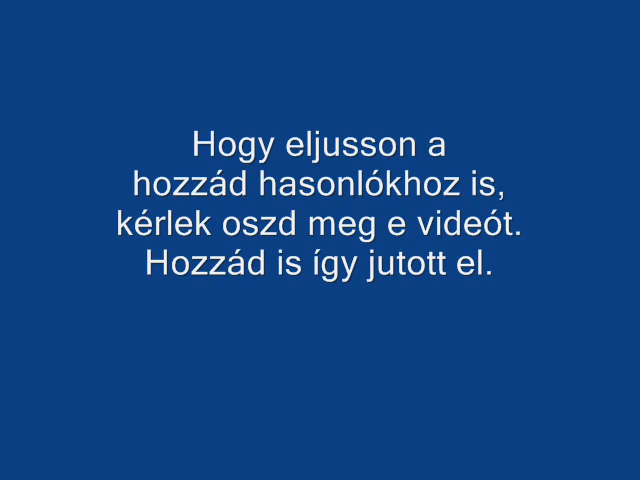 Hogy eljusson a
hozzád hasonlókhoz is,
kérlek oszd meg e videót.
Hozzád is így jutott el.